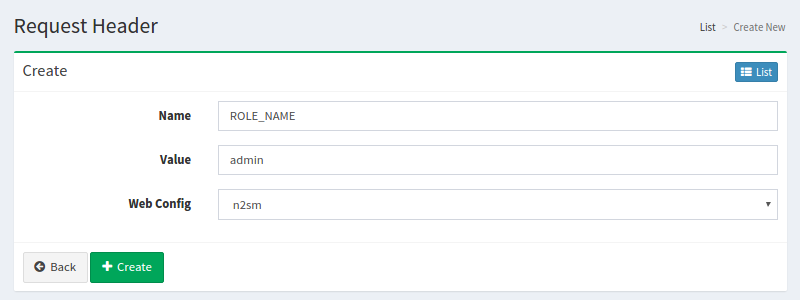 Request Header
List > Create New
Create
List
Name ROLE_NAME
Value admin
Web Config n2sm
Back Create